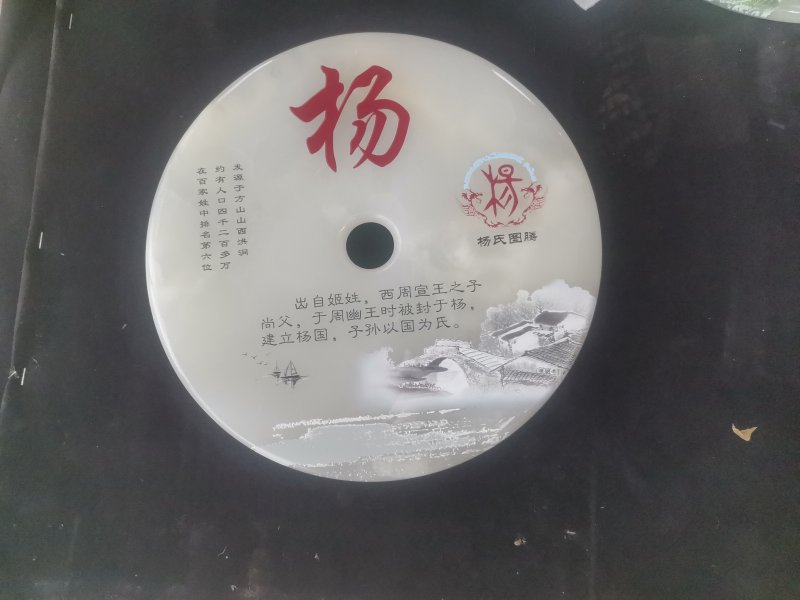 杨
发源于方山山西洪洞
约有人口四千二百多万
在百家姓中排名第六位
杨
杨氏图腾
出自姬姓，西周宣王之子
尚父，于周幽王时被封于杨，
建立杨国，子孙以国为氏。